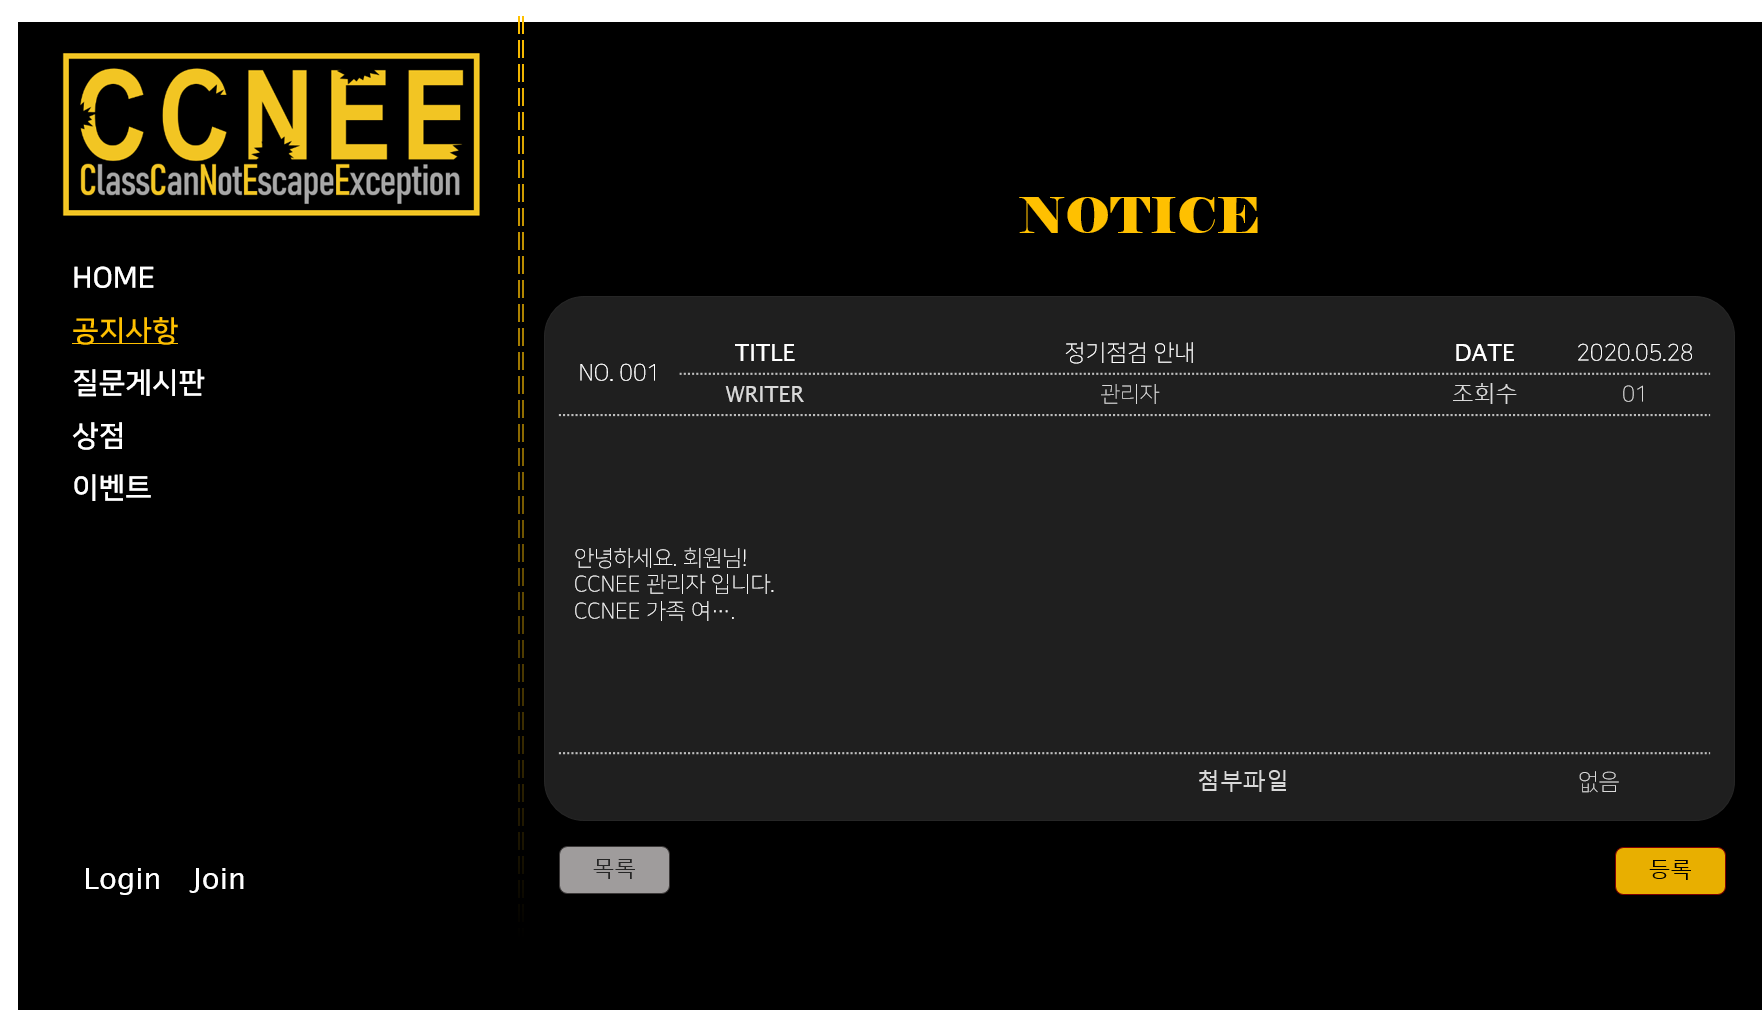 CCNEE
ClassCanNotEscapeException
HOME
공지사항
질문게시판
상점
이벤트
Login Join
NOTICE
NO. 001
TITLE 정기점검 안내 DATE 2020.05.28
WRITER 관리자 조회수 01
안녕하세요. 회원님!
CCNEE 관리자 입니다.
CCNEE 가족 여….
첨부파일 없음
목록 등록